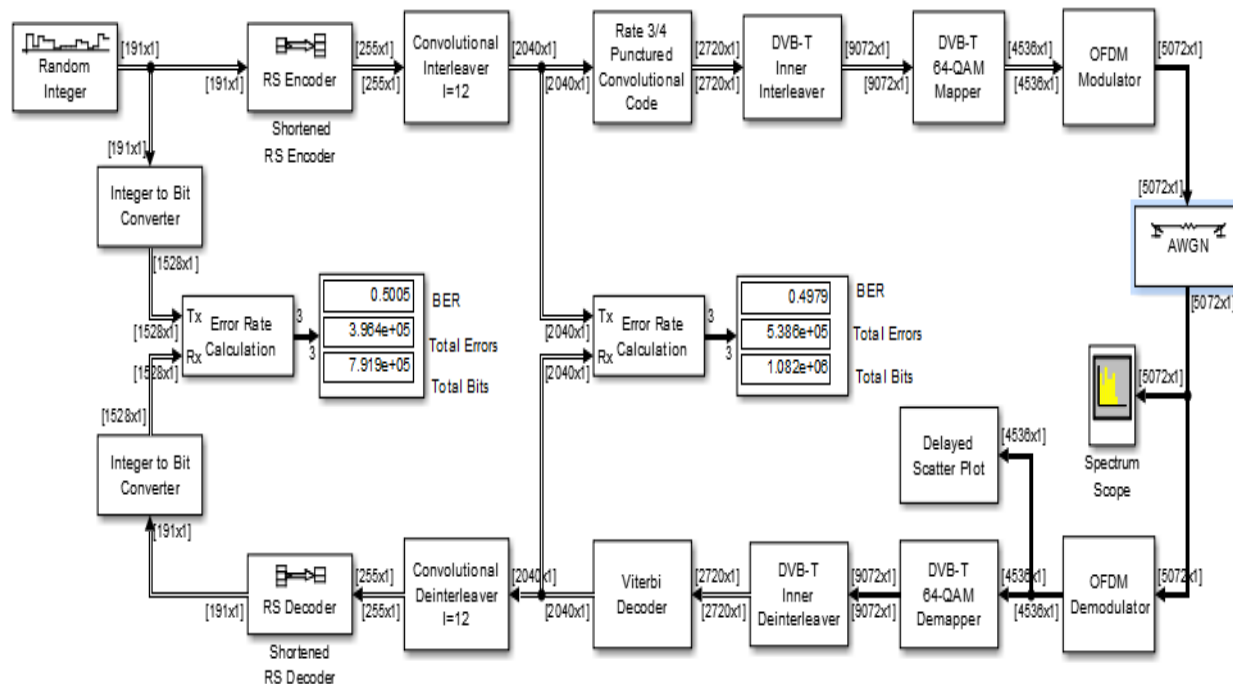 [191x1]
[191x1]
[255x1]
[255x1]
[2040x1]
[2040x1]
[2720x1]
[2720x1]
[9072x1]
[9072x1]
[4536x1]
[4536x1]
[5072x1]
Random
Integer
RS Encoder
Shortened
RS Encoder
Convolutional
Interleaver
I=12
Rate 3/4
Punctured
Convolutional
Code
DVB-T
Inner
Interleaver
DVB-T
64-QAM
Mapper
OFDM
Modulator
[191x1]
Integer to Bit
Converter
[1528x1]
[5072x1]
AWGN
[5072x1]
[1528x1]
Tx
Rx
Error Rate
Calculation
3
3
0.5005
3.964e+05
7.919e+05
BER
Total Errors
Total Bits
[2040x1]
Tx
Rx
Error Rate
Calculation
3
3
0.4979
5.386e+05
1.082e+06
BER
Total Errors
Total Bits
[1528x1]
[2040x1]
[5072x1]
Spectrum
Scope
[1528x1]
Integer to Bit
Converter
[191x1]
Delayed
Scatter Plot
[4536x1]
[191x1]
RS Decoder
Shortened
RS Decoder
[255x1]
[255x1]
Convolutional
Deinterleaver
I=12
[2040x1]
[2040x1]
Viterbi
Decoder
[2720x1]
[2720x1]
DVB-T
Inner
Deinterleaver
[9072x1]
[9072x1]
DVB-T
64-QAM
Demapper
[4536x1]
[4536x1]
OFDM
Demodulator
[5072x1]